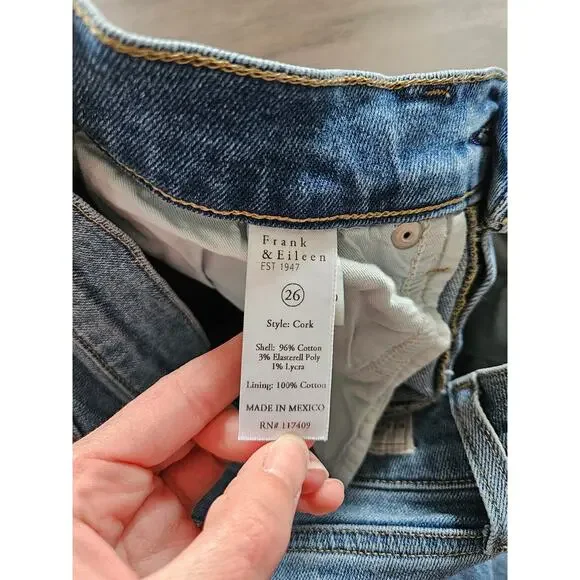 Frank
& Eileen
EST 1947
26
Style: Cork
Shell: 96% Cotton
3% Elasterell Poly
1% Lycra
Lining: 100% Cotton
MADE IN MEXICO
RN# 117409